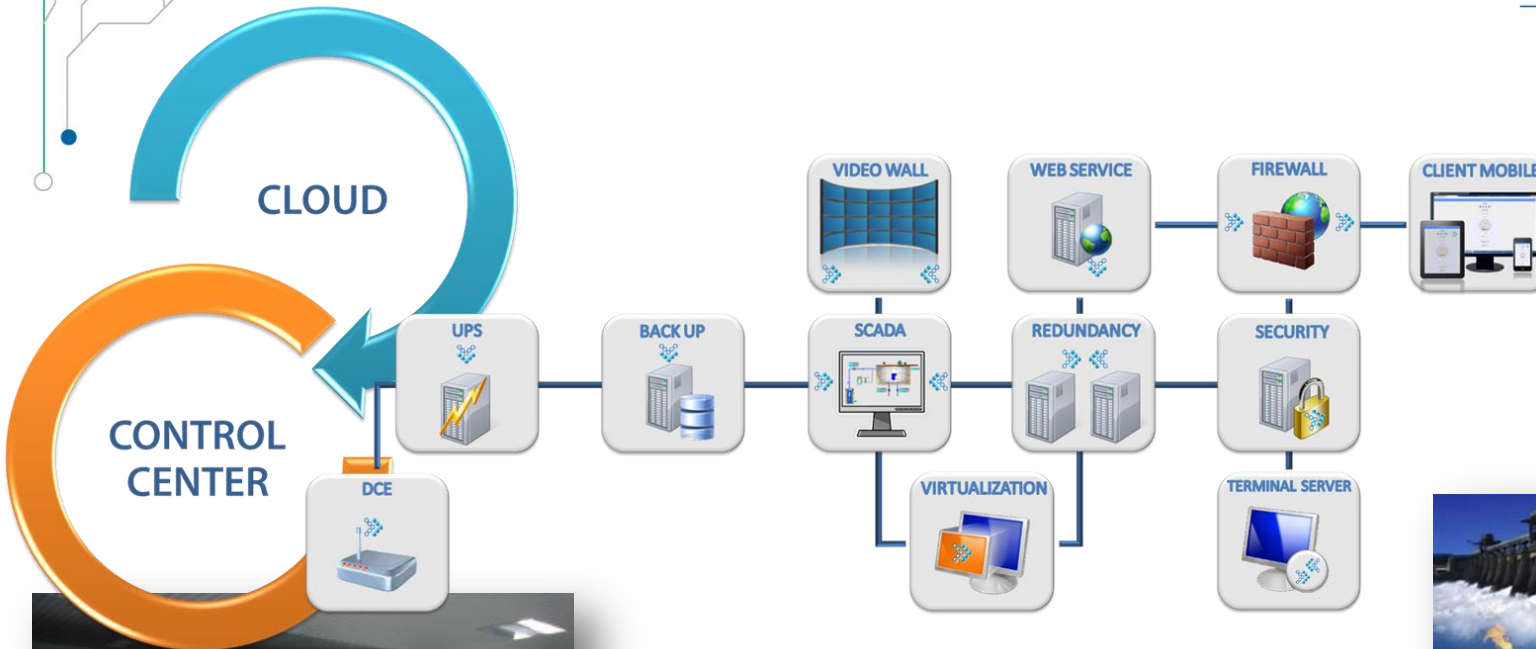 CLOUD
VIDEO WALL
WEB SERVICE
FIREWALL
CLIENT MOBILE
UPS
BACK UP
SCADA
REDUNDANCY
SECURITY
CONTROL
CENTER
DCE
VIRTUALIZATION
TERMINAL SERVER